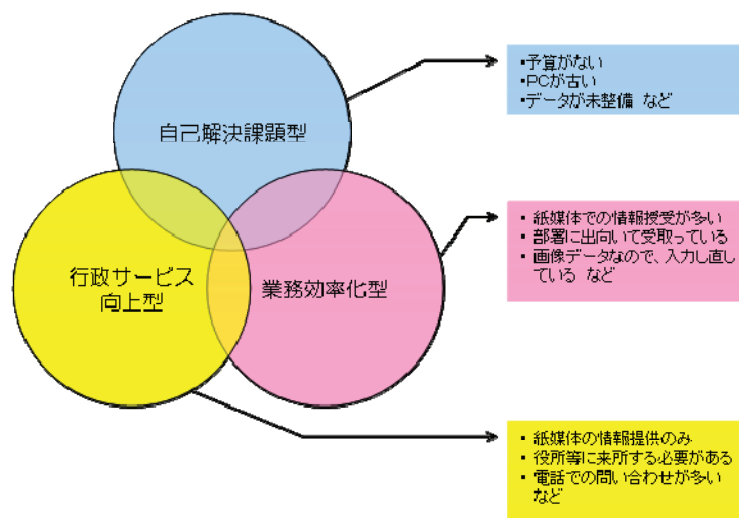 自己解決課題型
・予算がない
・PCが古い
・データが未整備 など
行政サービス
向上型
業務効率化型
・紙媒体での情報授受が多い
・部署に出向いて受取っている
・画像データなので、入力し直し
ている など
・紙媒体の情報提供のみ
・役所等に来所する必要がある
・電話での問い合わせが多い
など